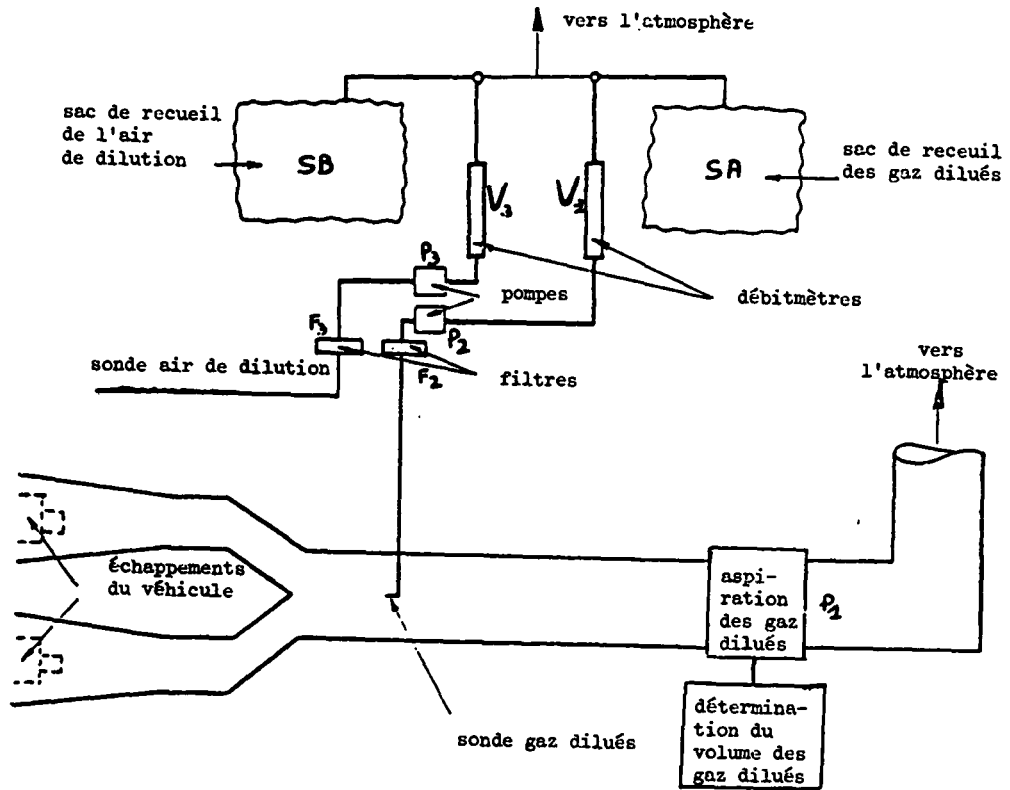 vers l'atmosphère
sac de recueil
de l'air
de dilution
SB
SA
sac de receuil
des gaz dilués
V3
P3
pompes
débitmètres
P2
F3
F2
sonde air de dilution
filtres
vers
l'atmosphère
échappements
du véhicule
aspi-
ration
des gaz
dilués
P1
sonde gaz dilués
détermina-
tion du
volume des
gaz dilués